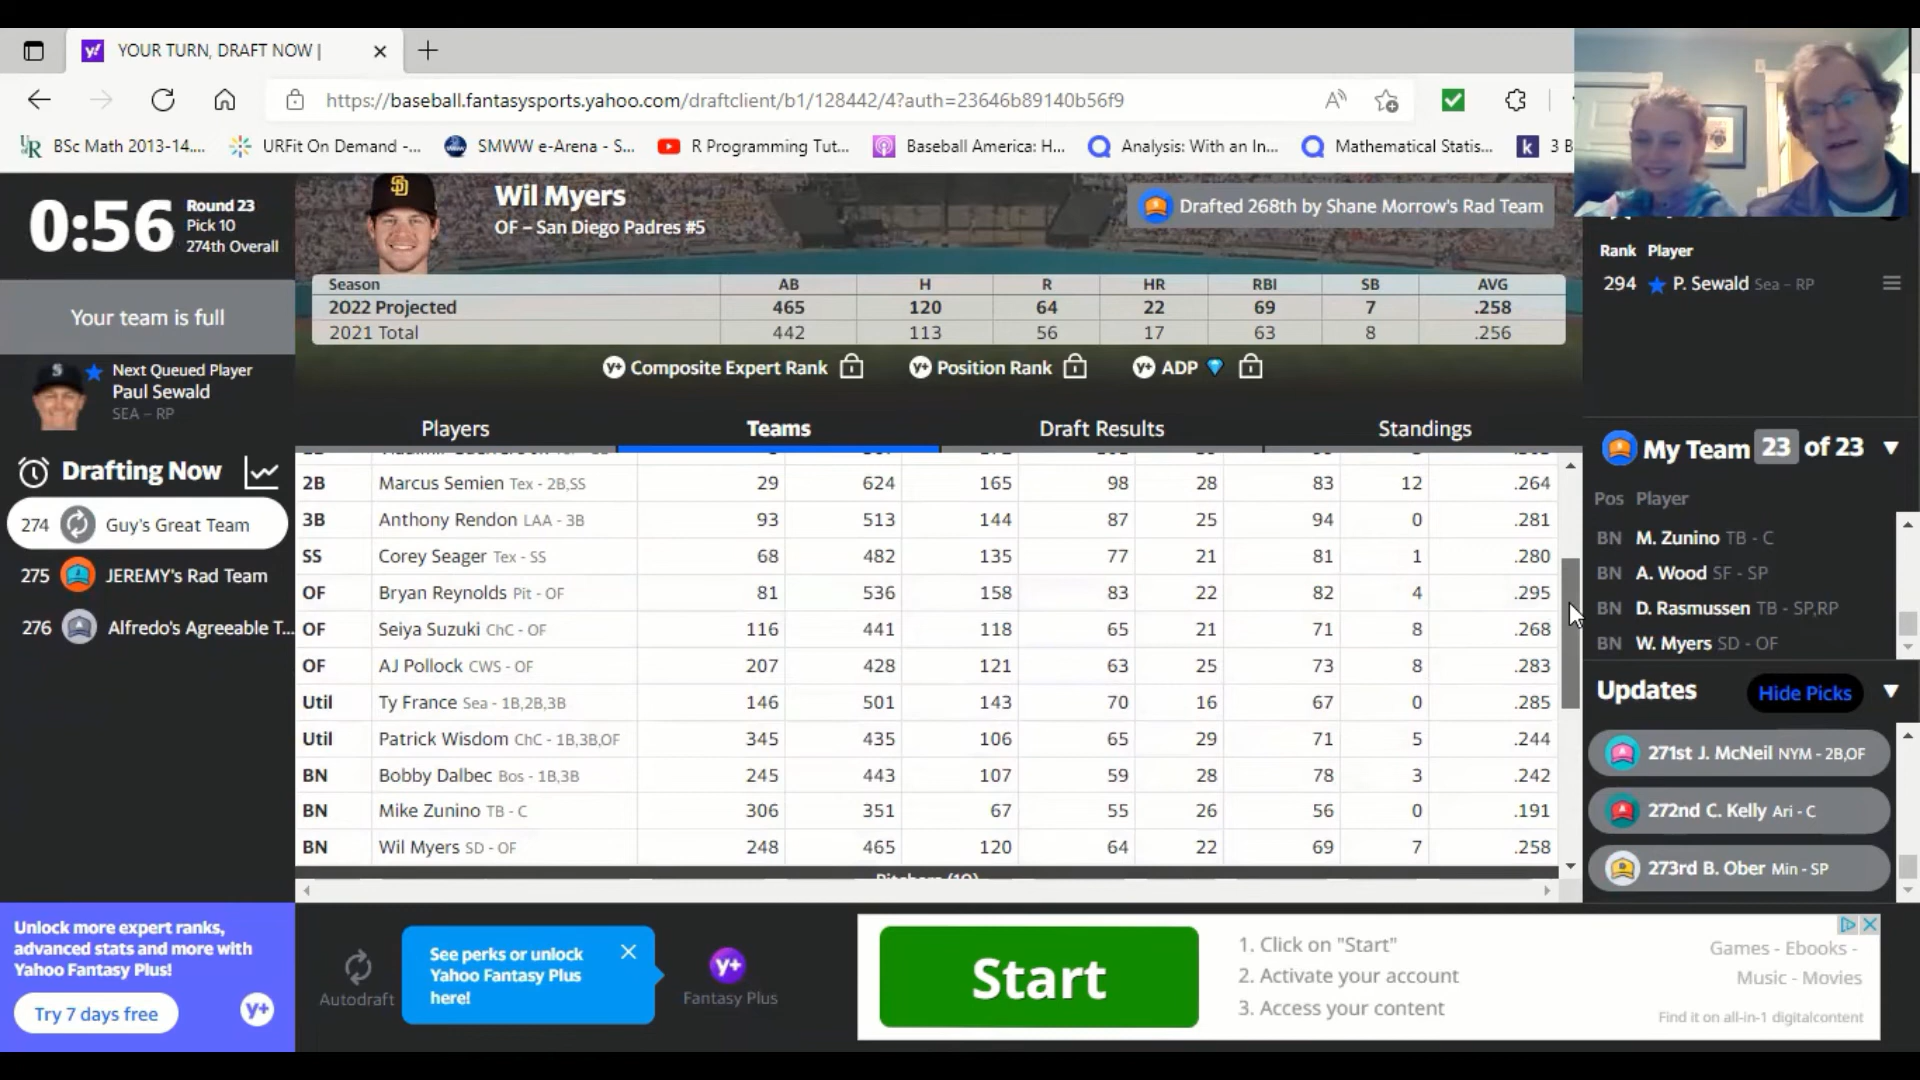 YOUR TURN, DRAFT NOW |
https://baseball.fantasysports.yahoo.com/draftclient/b1/128442/4?auth=23646b89140b56f9
BSc Math 2013-14....
URFit On Demand -...
SMWW e-Arena - S...
R Programming Tut...
Baseball America: H...
Analysis: With an In...
Mathematical Statis...
3 B
0:56
Round 23
Pick 10
274th Overall
Your team is full
Next Queued Player
Paul Sewald
SEA – RP
Drafting Now
274 Guy's Great Team
275 JEREMY's Rad Team
276 Alfredo's Agreeable T...
Wil Myers
OF – San Diego Padres #5
Drafted 268th by Shane Morrow's Rad Team
Season AB H R HR RBI SB AVG
2022 Projected 465 120 64 22 69 7 .258
2021 Total 442 113 56 17 63 8 .256
Composite Expert Rank
Position Rank
ADP
Players Teams Draft Results Standings
2B Marcus Semien Tex - 2B,SS 29 624 165 98 28 83 12 .264
3B Anthony Rendon LAA - 3B 93 513 144 87 25 94 0 .281
SS Corey Seager Tex - SS 68 482 135 77 21 81 1 .280
OF Bryan Reynolds Pit - OF 81 536 158 83 22 82 4 .295
OF Seiya Suzuki ChC - OF 116 441 118 65 21 71 8 .268
OF AJ Pollock CWS - OF 207 428 121 63 25 73 8 .283
Util Ty France Sea - 1B,2B,3B 146 501 143 70 16 67 0 .285
Util Patrick Wisdom ChC - 1B,3B,OF 345 435 106 65 29 71 5 .244
BN Bobby Dalbec Bos - 1B,3B 245 443 107 59 28 78 3 .242
BN Mike Zunino TB - C 306 351 67 55 26 56 0 .191
BN Wil Myers SD - OF 248 465 120 64 22 69 7 .258
Rank Player
294 P. Sewald Sea – RP
My Team 23 of 23
Pos Player
BN M. Zunino TB - C
BN A. Wood SF - SP
BN D. Rasmussen TB - SP,RP
BN W. Myers SD - OF
Updates
Hide Picks
271st J. McNeil NYM - 2B,OF
272nd C. Kelly Ari - C
273rd B. Ober Min - SP
Unlock more expert ranks,
advanced stats and more with
Yahoo Fantasy Plus!
Try 7 days free
Autodraft
See perks or unlock
Yahoo Fantasy Plus
here!
Fantasy Plus
Start
1. Click on "Start"
2. Activate your account
3. Access your content
Games - Ebooks -
Music - Movies
Find it on all-in-1 digitalcontent